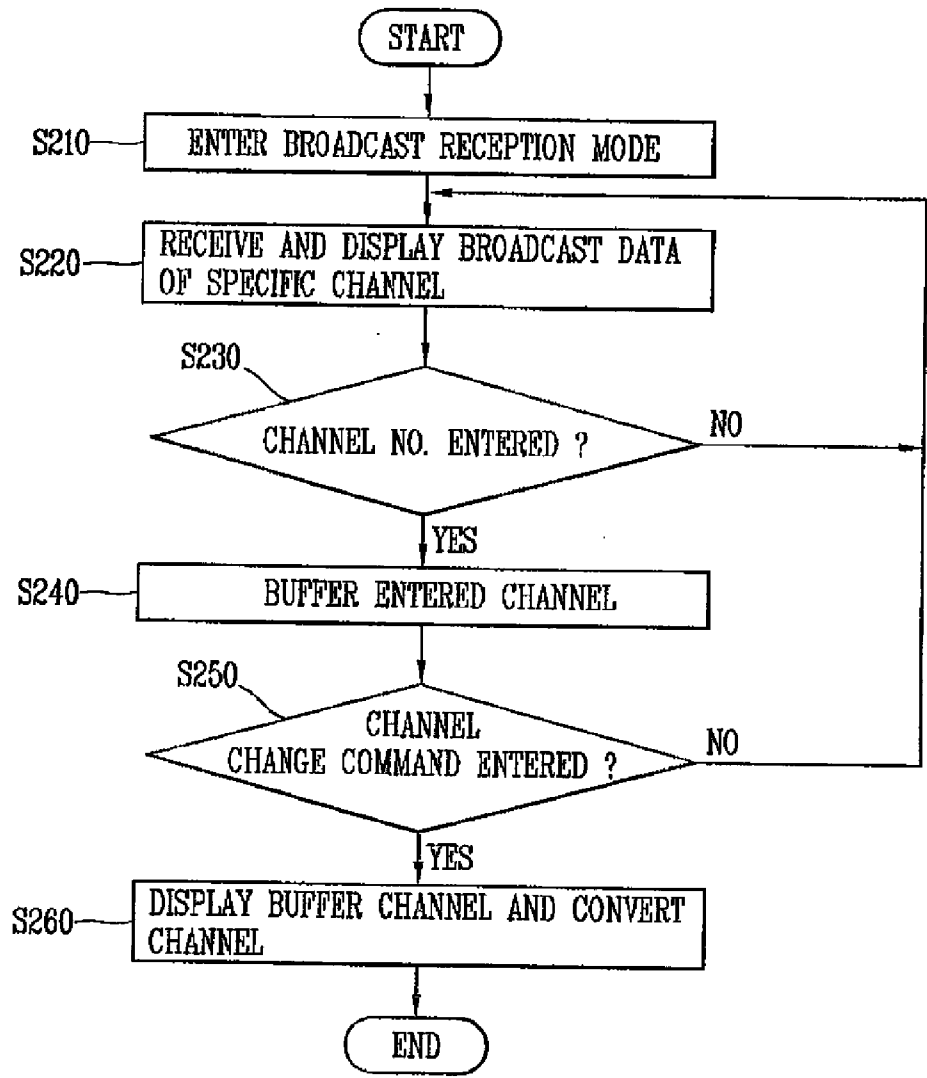 START
S210
ENTER BROADCAST RECEPTION MODE
S220
RECEIVE AND DISPLAY BROADCAST DATA
OF SPECIFIC CHANNEL
S230
CHANNEL NO. ENTERED ?
NO
YES
S240
BUFFER ENTERED CHANNEL
S250
CHANNEL
CHANGE COMMAND ENTERED ?
NO
YES
S260
DISPLAY BUFFER CHANNEL AND CONVERT
CHANNEL
END